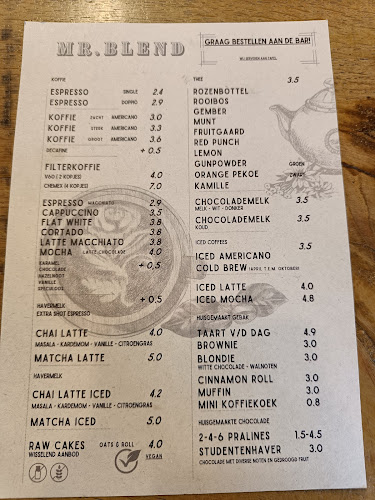 MR.BLEND
GRAAG BESTELLEN AAN DE BAR!
KOFFIE
ESPRESSO SINGLE 2.4
ESPRESSO DOPPIO 2.9
KOFFIE ZACHT AMERICANO 3.0
KOFFIE STERK AMERICANO 3.3
KOFFIE GROOT AMERICANO 3.6
DECAFEINE + 0.5
FILTERKOFFIE
V60 ( 2 KOPJES) 4.0
CHEMEX (4 KOPJES) 7.0
ESPRESSO MACCHIATO 2.9
CAPPUCCINO 3.5
FLAT WHITE 3.8
CORTADO 3.8
LATTE MACCHIATO 3.8
MOCHA LATTE CHOCOLADE 4.0
+ 0,5
CARAMEL
CHOCOLADE
HAZELNOOT
VANILLE
SPECULOOS
HAVERMELK + 0,5
EXTRA SHOT ESPRESSO
CHAI LATTE 4.0
MASALA - KARDEMOM - VANILLE - CITROENGRAS
MATCHA LATTE 5.0
HAVERMELK
CHAI LATTE ICED 4.2
MASALA - KARDEMOM - VANILLE - CITROENGRAS
MATCHA ICED 5.0
RAW CAKES OATS & ROLL 4.0
WISSELEND AANBOD
VEGAN
THEE 3.5
ROZENBOTTEL
ROOIBOS
GEMBER
MUNT
FRUITGAARD
RED PUNCH
LEMON
GUNPOWDER GROEN
ORANGE PEKOE ZWART
KAMILLE
CHOCOLADEMELK 3.5
MELK - WIT - DONKER
CHOCOLADEMELK 3.5
KOUD
ICED COFFEES 3.5
ICED AMERICANO
COLD BREW (APRIL T.E.M. OKTOBER)
ICED LATTE 4.0
ICED MOCHA 4.8
HUISGEMAAKT GEBAK
TAART V/D DAG 4.9
BROWNIE 3.0
BLONDIE 3.0
WITTE CHOCOLADE - WALNOTEN
CINNAMON ROLL 3.0
MUFFIN 3.0
MINI KOFFIEKOEK 0.8
HUISGEMAAKTE CHOCOLADE
2-4-6 PRALINES 1.5-4.5
STUDENTENHAVER 3.0
CHOCOLADE MET DIVERSE NOTEN EN GEDROOGD FRUIT